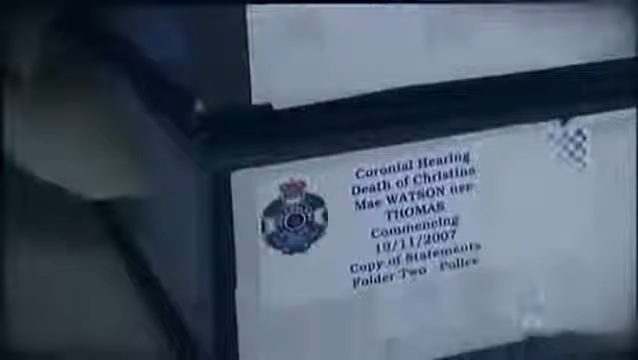 Coronial Hearing
Death of Christina
Mae WATSON nee
THOMAS
Commencing
19/11/2007
Copy of Statements
Folder Two Police